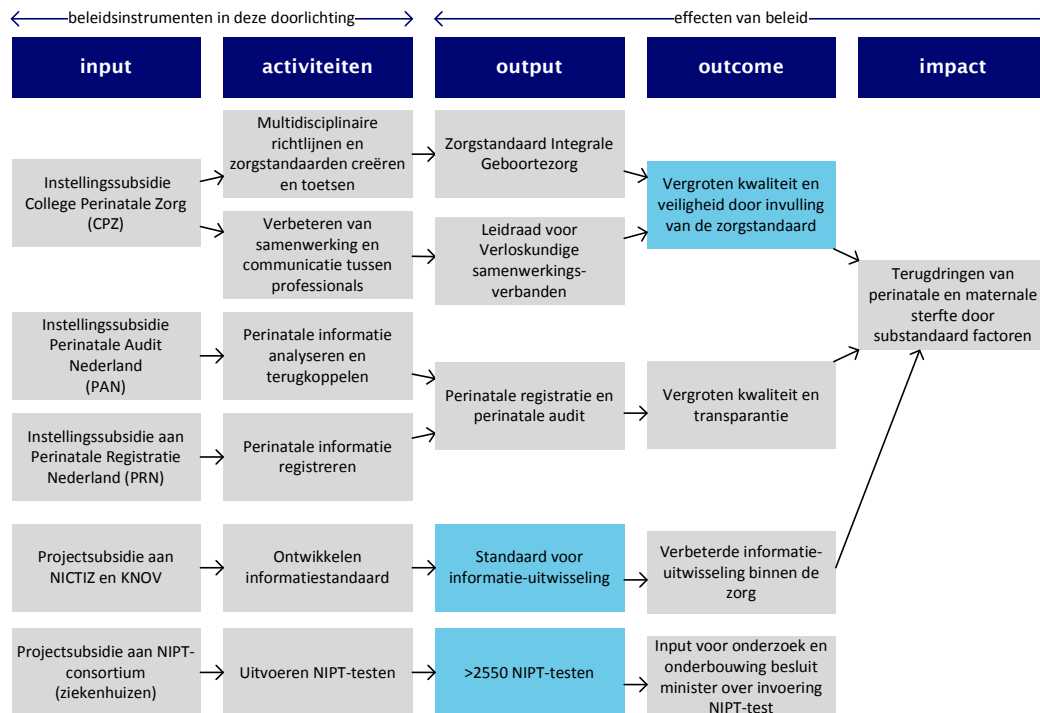 beleidsinstrumenten in deze doorlichting
effecten van beleid
input
activiteiten
output
outcome
impact
Instellingssubsidie
College Perinatale Zorg
(CPZ)
Multidisciplinaire
richtlijnen en
zorgstandaarden creëren
en toetsen
Zorgstandaard Integrale
Geboortezorg
Verbeteren van
samenwerking en
communicatie tussen
professionals
Leidraad voor
Verloskundige
samenwerkings-
verbanden
Vergroten kwaliteit en
veiligheid door invulling
van de zorgstandaard
Terugdringen van
perinatale en maternale
sterfte door
substandaard factoren
Instellingssubsidie
Perinatale Audit
Nederland
(PAN)
Perinatale informatie
analyseren en
terugkoppelen
Perinatale registratie en
perinatale audit
Vergroten kwaliteit en
transparantie
Instellingssubsidie aan
Perinatale Registratie
Nederland (PRN)
Perinatale informatie
registreren
Projectsubsidie aan
NICTIZ en KNOV
Ontwikkelen
informatiestandaard
Standaard voor
informatie-uitwisseling
Verbeterde informatie-
uitwisseling binnen de
zorg
Projectsubsidie aan NIPT-
consortium
(ziekenhuizen)
Uitvoeren NIPT-testen
>2550 NIPT-testen
Input voor onderzoek en
onderbouwing besluit
minister over invoering
NIPT-test